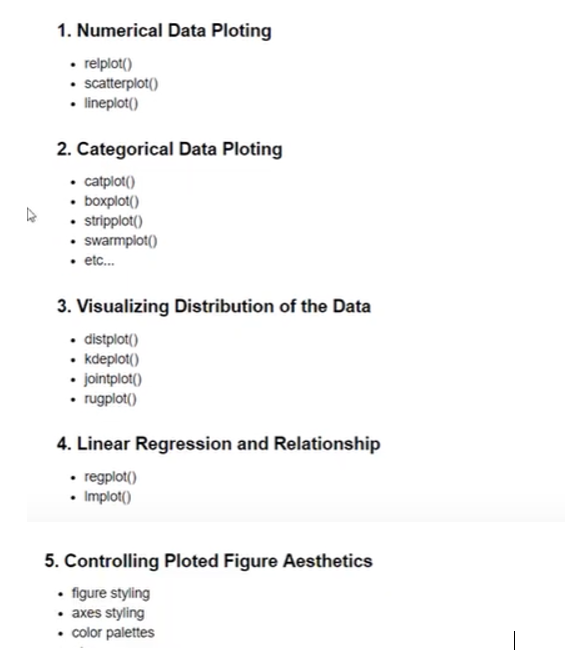 1. Numerical Data Ploting
• relplot()
• scatterplot()
• lineplot()
2. Categorical Data Ploting
• catplot()
• boxplot()
• stripplot()
• swarmplot()
• etc...
3. Visualizing Distribution of the Data
• distplot()
• kdeplot()
• jointplot()
• rugplot()
4. Linear Regression and Relationship
• regplot()
• lmplot()
5. Controlling Ploted Figure Aesthetics
• figure styling
• axes styling
• color palettes